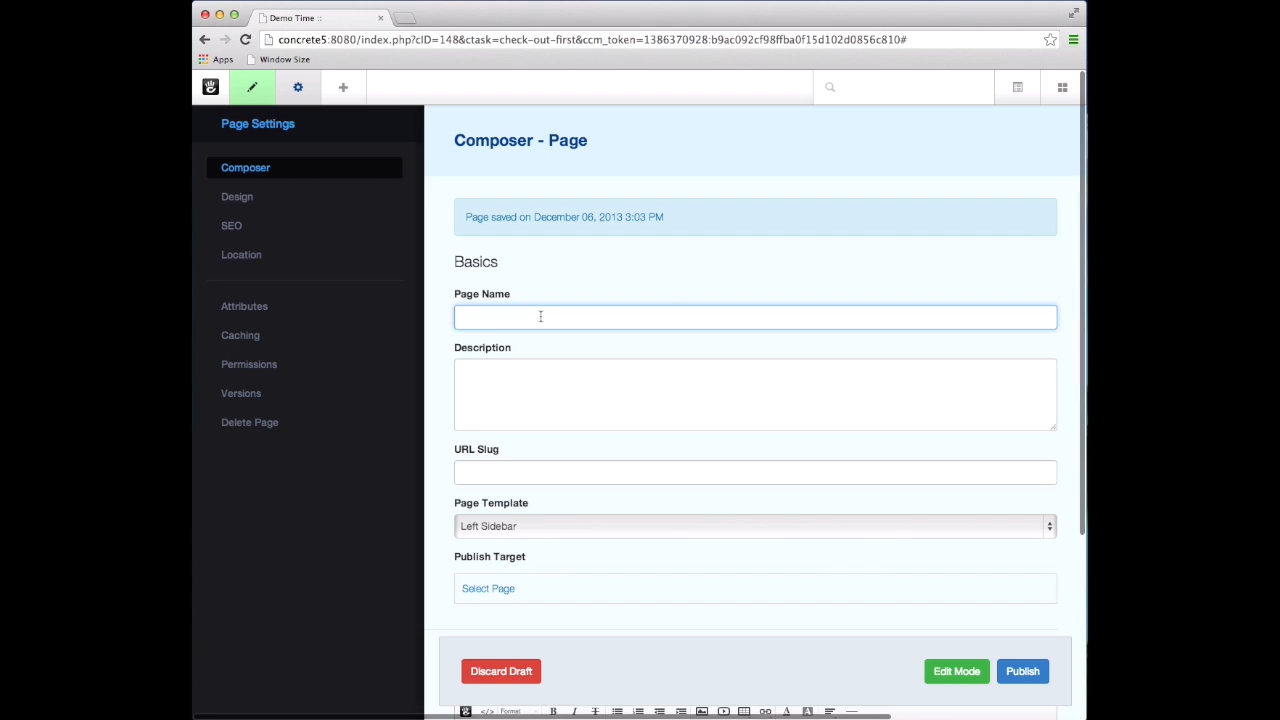 Demo Time ::
concrete5:8080/index.php?cID=148&ctask=check-out-first&ccm_token=1386370928:b9ac092cf98ffba0f15d102d0856c810#
Apps
Window Size
Page Settings
Composer
Design
SEO
Location
Attributes
Caching
Permissions
Versions
Delete Page
Composer - Page
Page saved on December 06, 2013 3:03 PM
Basics
Page Name
Description
URL Slug
Page Template
Left Sidebar
Publish Target
Select Page
Discard Draft
Edit Mode
Publish
Format